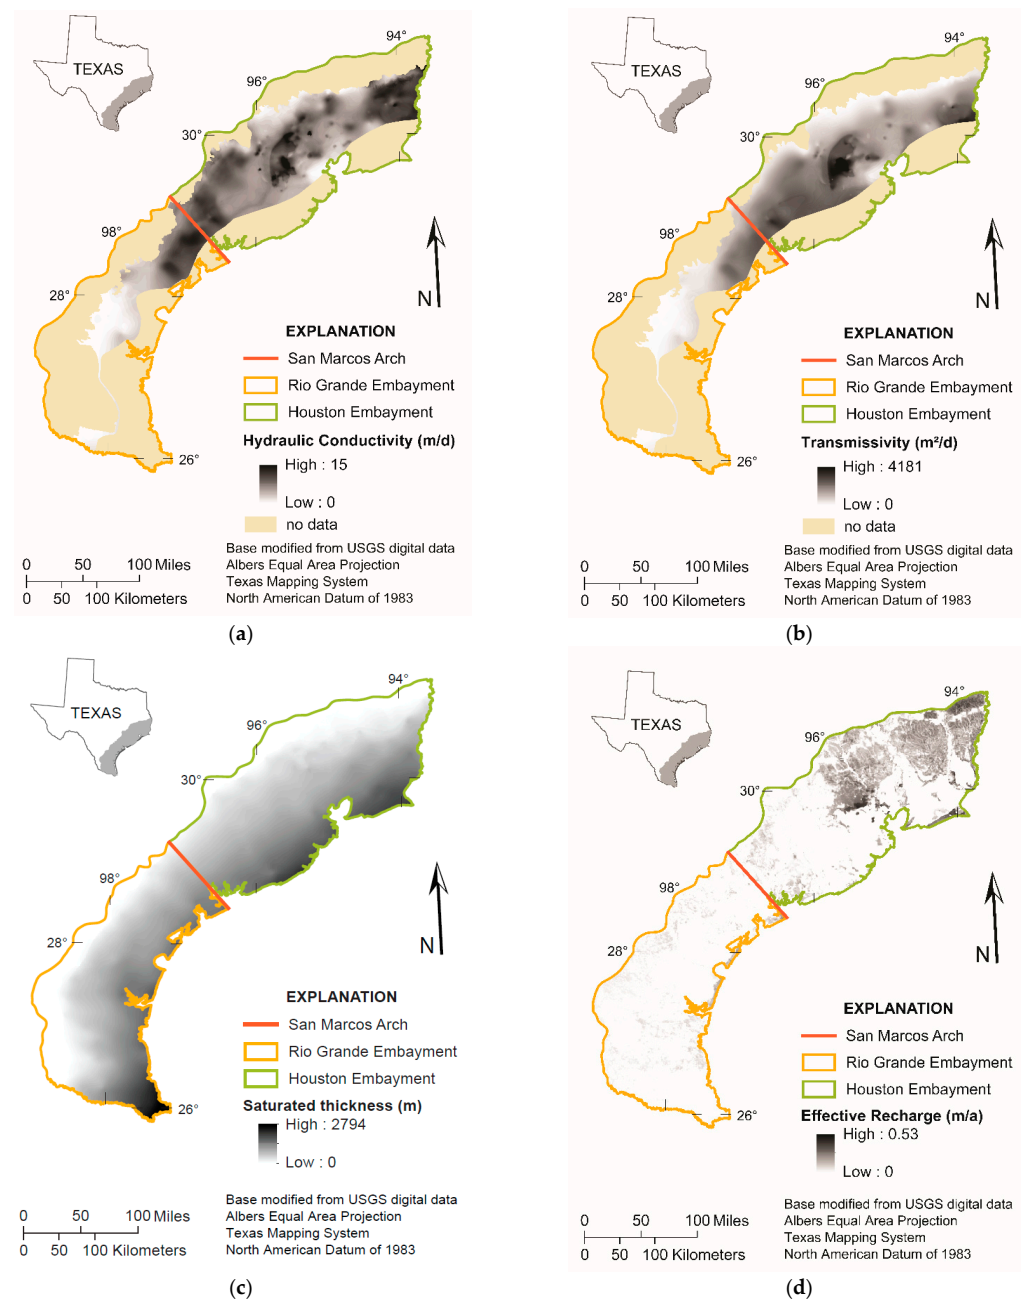 TEXAS
94°
96°
30°
98°
28°
26°
N
EXPLANATION
San Marcos Arch
Rio Grande Embayment
Houston Embayment
Hydraulic Conductivity (m/d)
High : 15
Low : 0
no data
0 50 100 Miles
0 50 100 Kilometers
Base modified from USGS digital data
Albers Equal Area Projection
Texas Mapping System
North American Datum of 1983
(a)
TEXAS
94°
96°
30°
98°
28°
26°
N
EXPLANATION
San Marcos Arch
Rio Grande Embayment
Houston Embayment
Transmissivity (m²/d)
High : 4181
Low : 0
no data
0 50 100 Miles
0 50 100 Kilometers
Base modified from USGS digital data
Albers Equal Area Projection
Texas Mapping System
North American Datum of 1983
(b)
TEXAS
94°
96°
30°
98°
28°
26°
N
EXPLANATION
San Marcos Arch
Rio Grande Embayment
Houston Embayment
Saturated thickness (m)
High : 2794
Low : 0
0 50 100 Miles
0 50 100 Kilometers
Base modified from USGS digital data
Albers Equal Area Projection
Texas Mapping System
North American Datum of 1983
(c)
TEXAS
94°
96°
30°
98°
28°
26°
N
EXPLANATION
San Marcos Arch
Rio Grande Embayment
Houston Embayment
Effective Recharge (m/a)
High : 0.53
Low : 0
0 50 100 Miles
0 50 100 Kilometers
Base modified from USGS digital data
Albers Equal Area Projection
Texas Mapping System
North American Datum of 1983
(d)